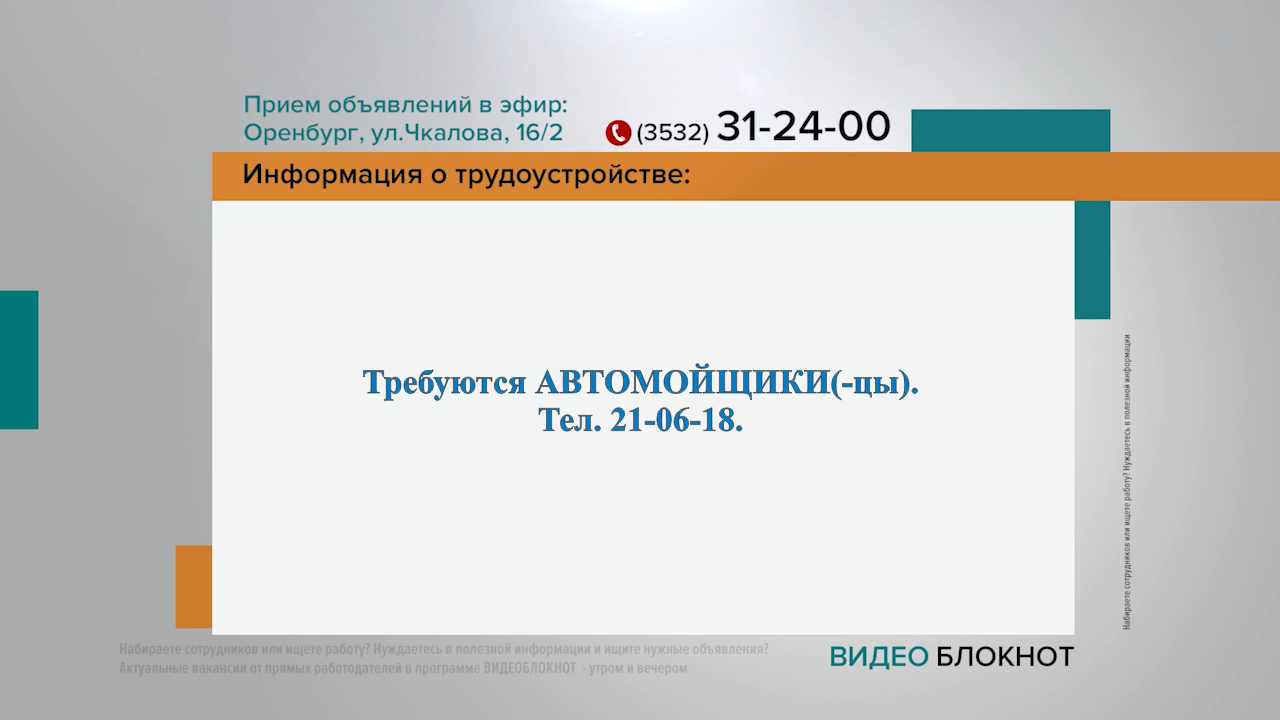 Прием объявлений в эфир:
Оренбург, ул.Чкалова, 16/2
(3532) 31-24-00
Информация о трудоустройстве:
Требуются АВТОМОЙЩИКИ(-цы).
Тел. 21-06-18.
Набираете сотрудников или ищете работу? Нуждаетесь в полезной информации
Набираете сотрудников или ищете работу? Нуждаетесь в полезной информации и ищите нужные объявления?
Актуальные вакансии от прямых работодателей в программе ВИДЕОБЛОКНОТ - утром и вечером
ВИДЕО БЛОКНОТ